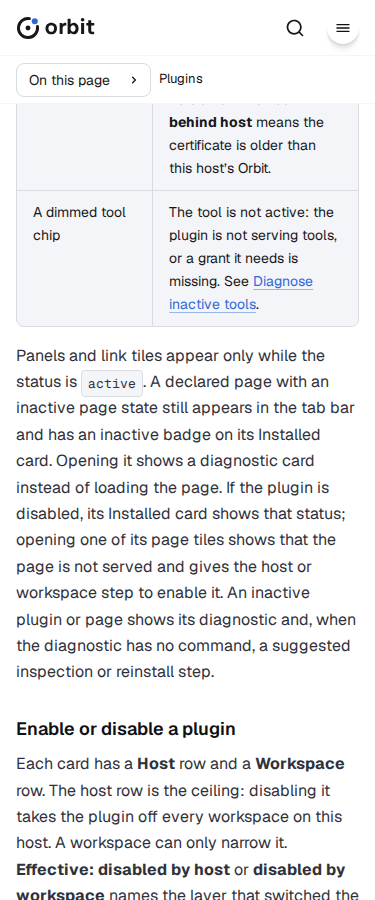 orbit
On this page
Plugins
behind host means the
certificate is older than
this host's Orbit.
A dimmed tool
chip
The tool is not active: the
plugin is not serving tools,
or a grant it needs is
missing. See Diagnose
inactive tools.
Panels and link tiles appear only while the
status is active. A declared page with an
inactive page state still appears in the tab bar
and has an inactive badge on its Installed
card. Opening it shows a diagnostic card
instead of loading the page. If the plugin is
disabled, its Installed card shows that status;
opening one of its page tiles shows that the
page is not served and gives the host or
workspace step to enable it. An inactive
plugin or page shows its diagnostic and, when
the diagnostic has no command, a suggested
inspection or reinstall step.
Enable or disable a plugin
Each card has a Host row and a Workspace
row. The host row is the ceiling: disabling it
takes the plugin off every workspace on this
host. A workspace can only narrow it.
Effective: disabled by host or disabled by
workspace names the layer that switched the